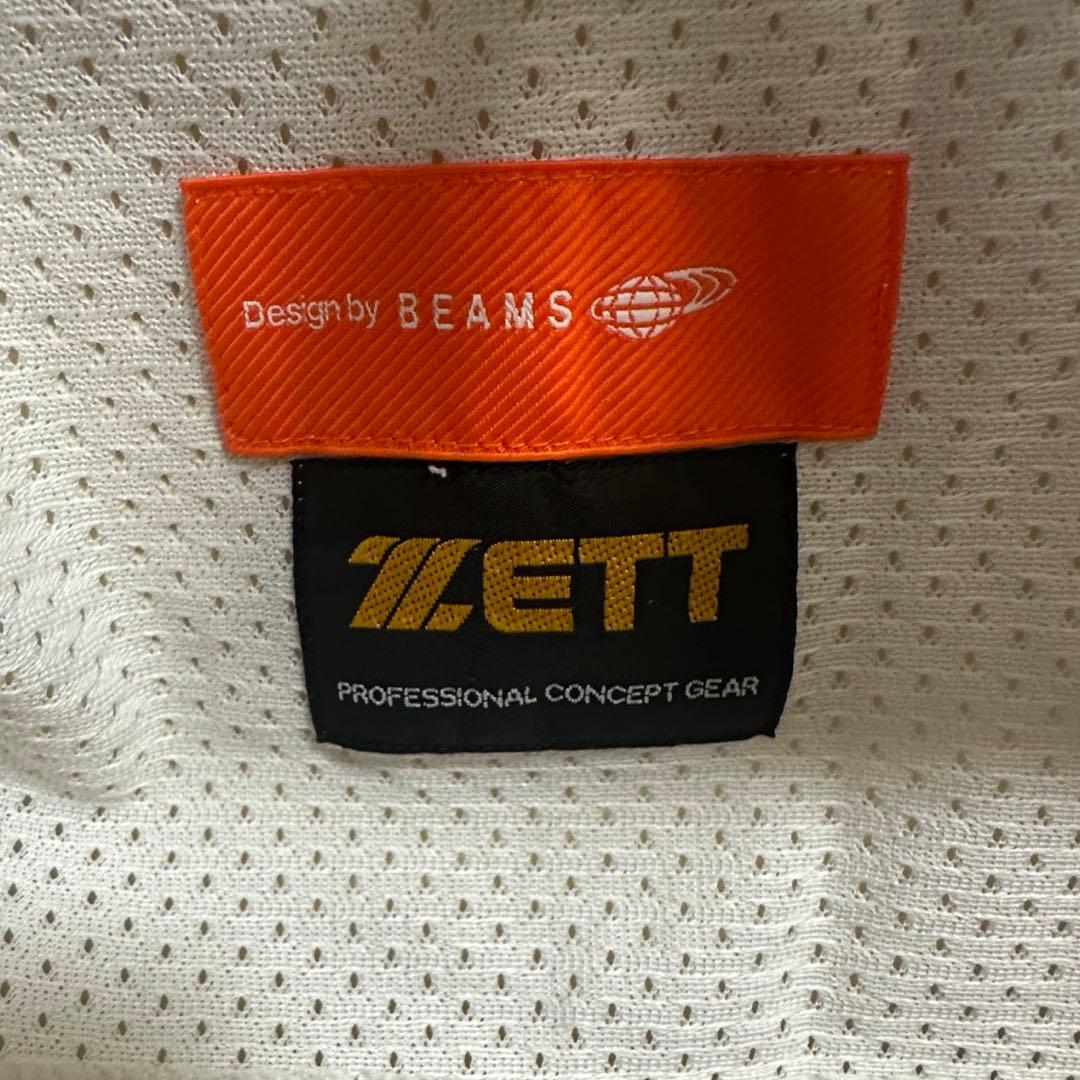 Design by BEAMS
ZETT
PROFESSIONAL CONCEPT GEAR